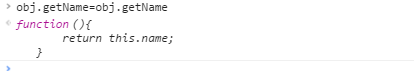 > obj.getName=obj.getName
< function (){
return this.name;
}
>